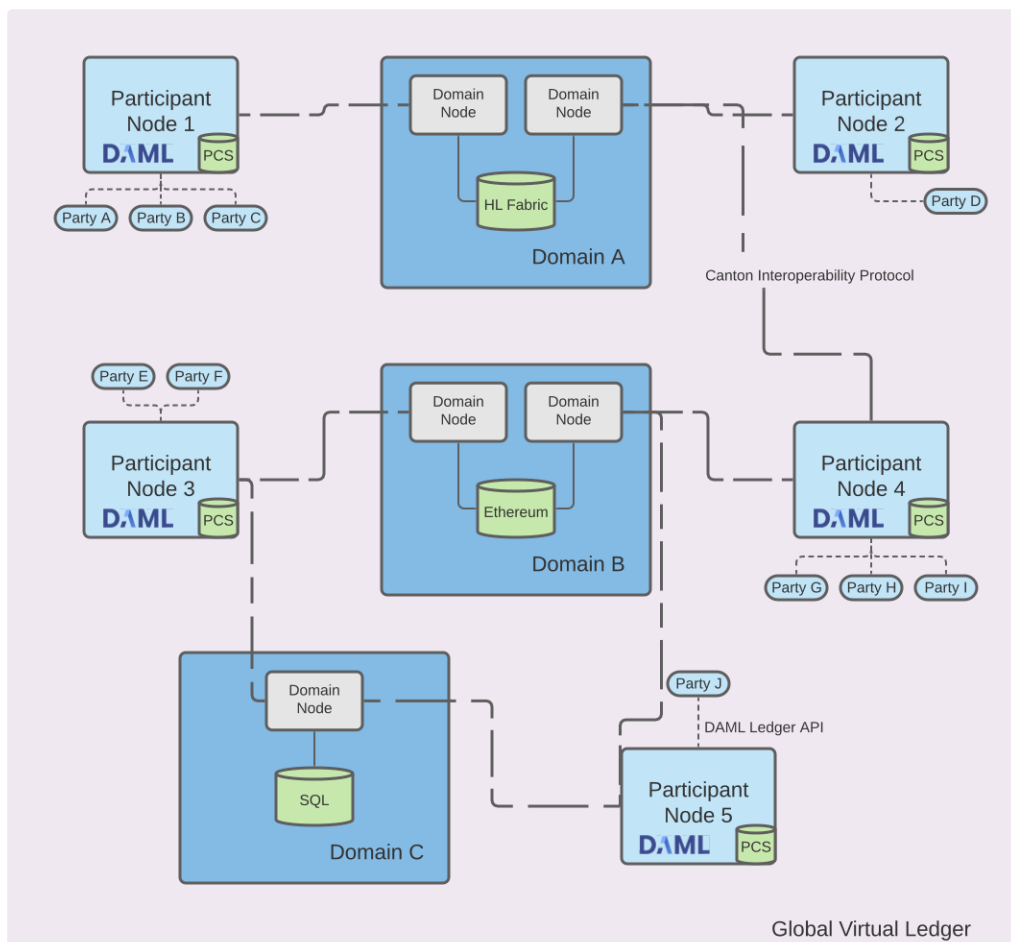 Participant
Node 1
DAML
PCS
Party A
Party B
Party C
Domain
Node
Domain
Node
HL Fabric
Domain A
Participant
Node 2
DAML
PCS
Party D
Canton Interoperability Protocol
Party E
Party F
Participant
Node 3
DAML
PCS
Domain
Node
Domain
Node
Ethereum
Domain B
Participant
Node 4
DAML
PCS
Party G
Party H
Party I
Domain
Node
SQL
Domain C
Party J
DAML Ledger API
Participant
Node 5
DAML
PCS
Global Virtual Ledger